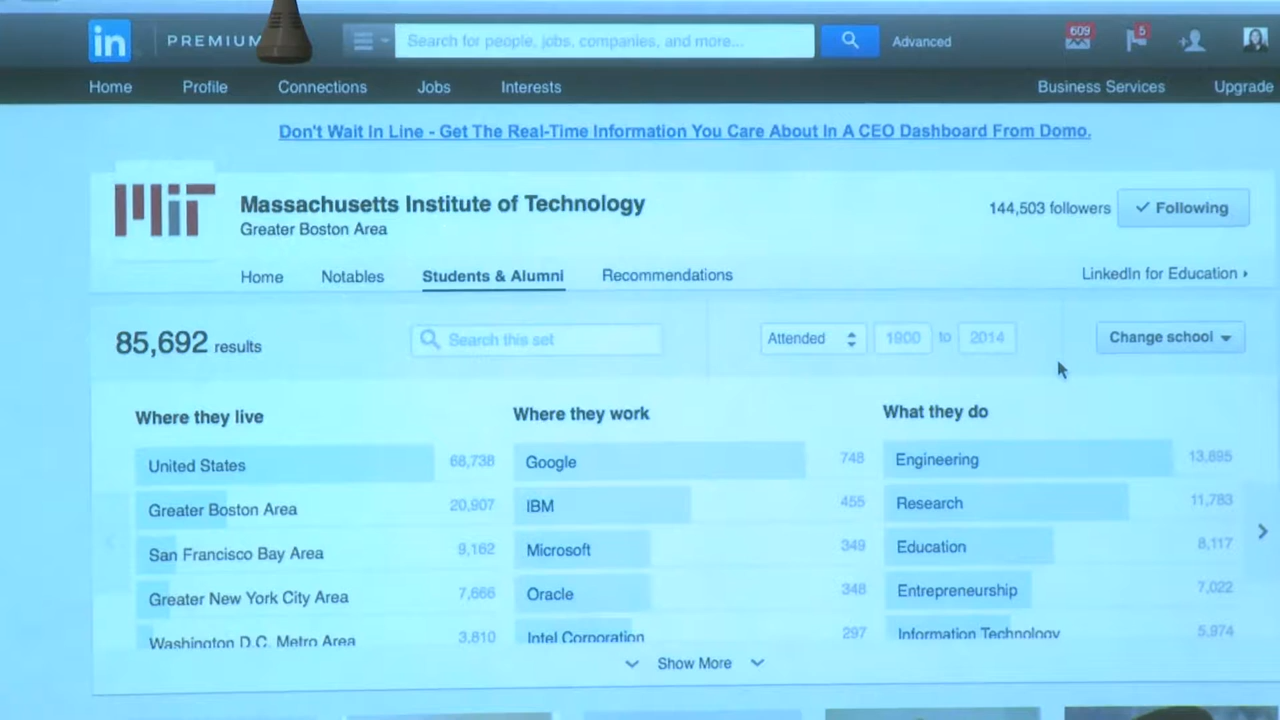 in PREMIUM Search for people, jobs, companies, and more... Advanced 609 5
Home Profile Connections Jobs Interests Business Services Upgrade
Don't Wait In Line - Get The Real-Time Information You Care About In A CEO Dashboard From Domo.
MIT Massachusetts Institute of Technology 144,503 followers Following
Greater Boston Area
Home Notables Students & Alumni Recommendations LinkedIn for Education
85,692 results Search this set Attended 1900 to 2014 Change school
Where they live Where they work What they do
United States 68,738 Google 748 Engineering 13,895
Greater Boston Area 20,907 IBM 455 Research 11,783
San Francisco Bay Area 9,162 Microsoft 349 Education 8,117
Greater New York City Area 7,666 Oracle 348 Entrepreneurship 7,022
Washington D.C. Metro Area 3,810 Intel Corporation 297 Information Technology 5,974
Show More